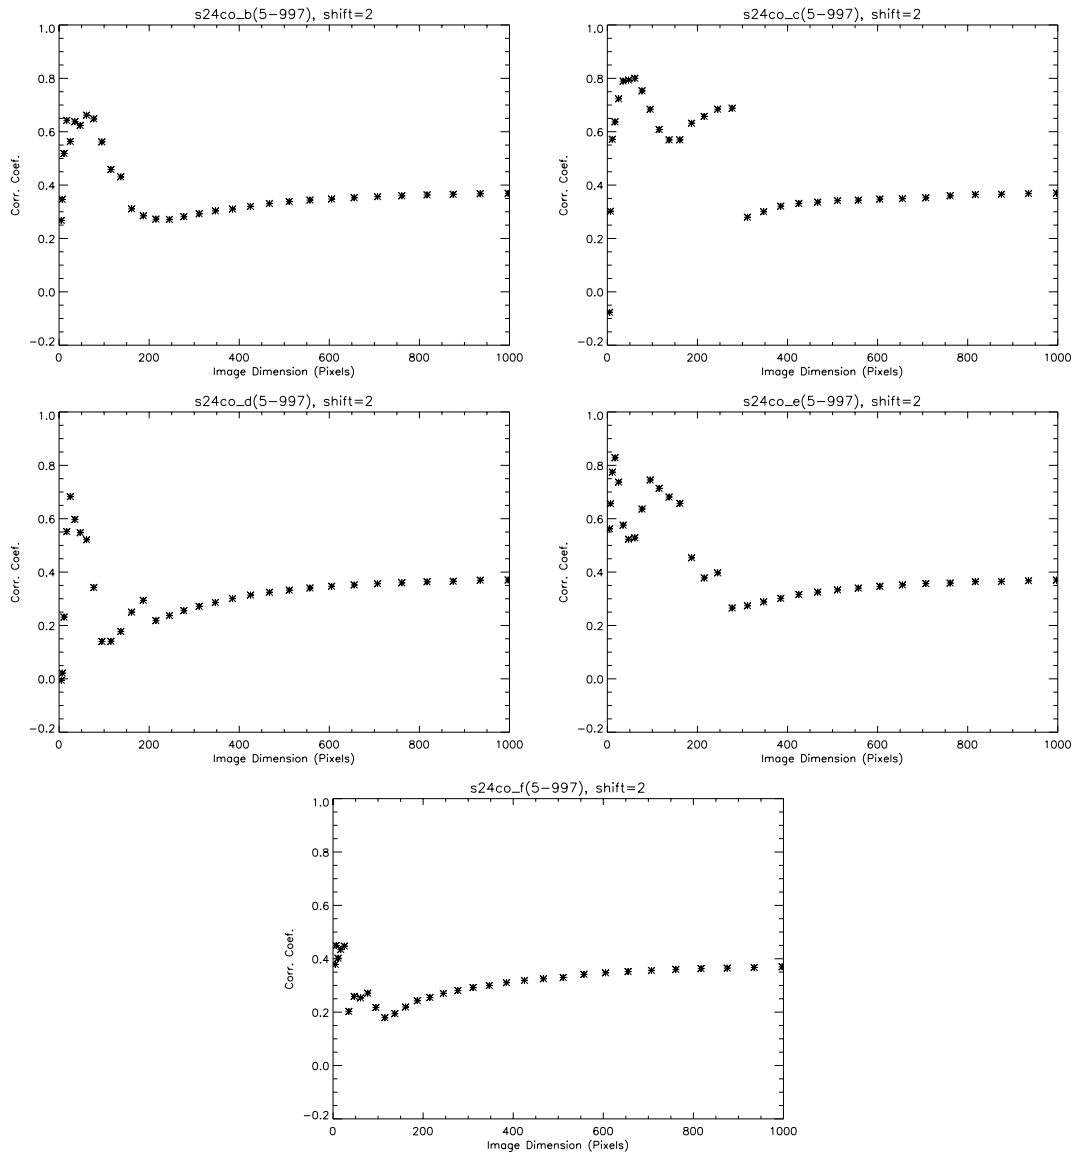 s24co_b(5-997), shift=2
1.0
0.8
0.6
0.4
0.2
0.0
-0.2
Corr. Coef.
0 200 400 600 800 1000
Image Dimension (Pixels)
s24co_c(5-997), shift=2
1.0
0.8
0.6
0.4
0.2
0.0
-0.2
Corr. Coef.
0 200 400 600 800 1000
Image Dimension (Pixels)
s24co_d(5-997), shift=2
1.0
0.8
0.6
0.4
0.2
0.0
-0.2
Corr. Coef.
0 200 400 600 800 1000
Image Dimension (Pixels)
s24co_e(5-997), shift=2
1.0
0.8
0.6
0.4
0.2
0.0
-0.2
Corr. Coef.
0 200 400 600 800 1000
Image Dimension (Pixels)
s24co_f(5-997), shift=2
1.0
0.8
0.6
0.4
0.2
0.0
-0.2
Corr. Coef.
0 200 400 600 800 1000
Image Dimension (Pixels)